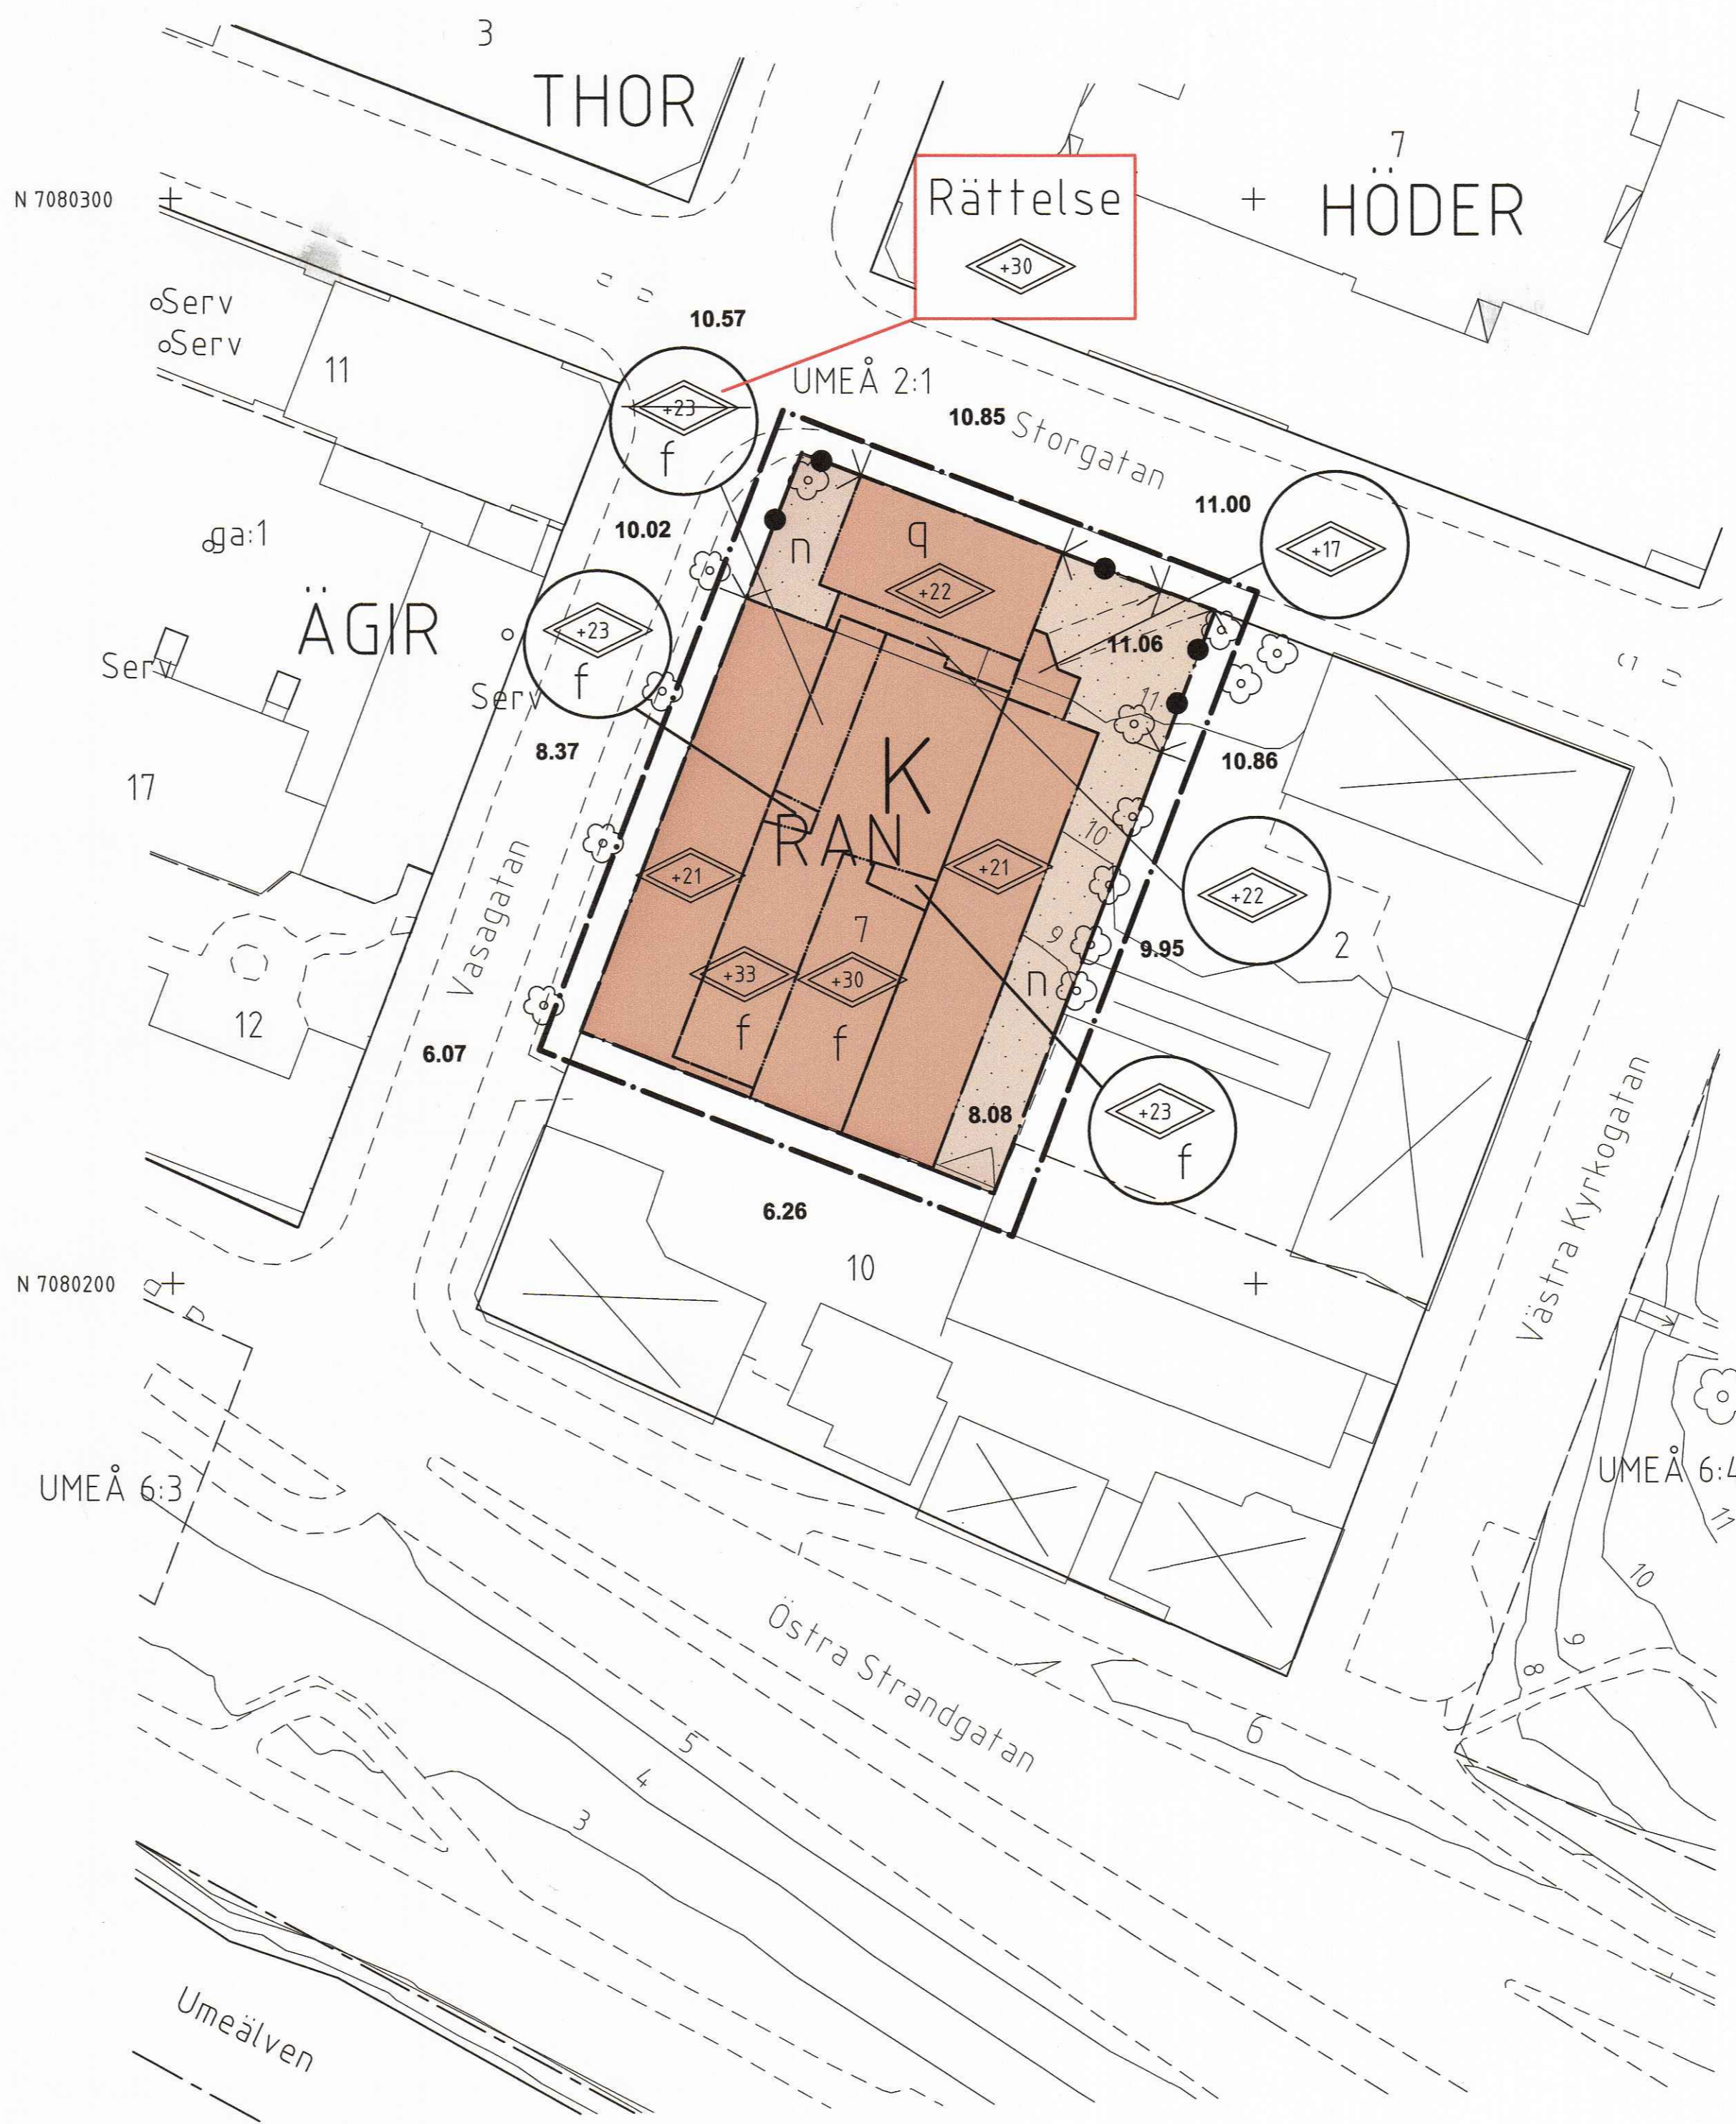 3
THOR
7
HÖDER
N 7080300
Rättelse
+30
Serv
Serv
11
10.57
UMEÅ 2:1
+23
f
10.85
Storgatan
11.00
+17
10.02
ga:1
n
q
+22
ÄGIR
+23
f
11.06
Serv
Serv
11
8.37
17
K
10.86
RAN
10
+21
+21
+22
Vasagatan
7
9
9.95
2
+33
+30
n
f
f
12
6.07
8.08
+23
f
Västra Kyrkogatan
6.26
10
N 7080200
UMEÅ 6:3
UMEÅ 6:4
11
10
Östra Strandgatan
9
8
6
5
4
3
Umeälven